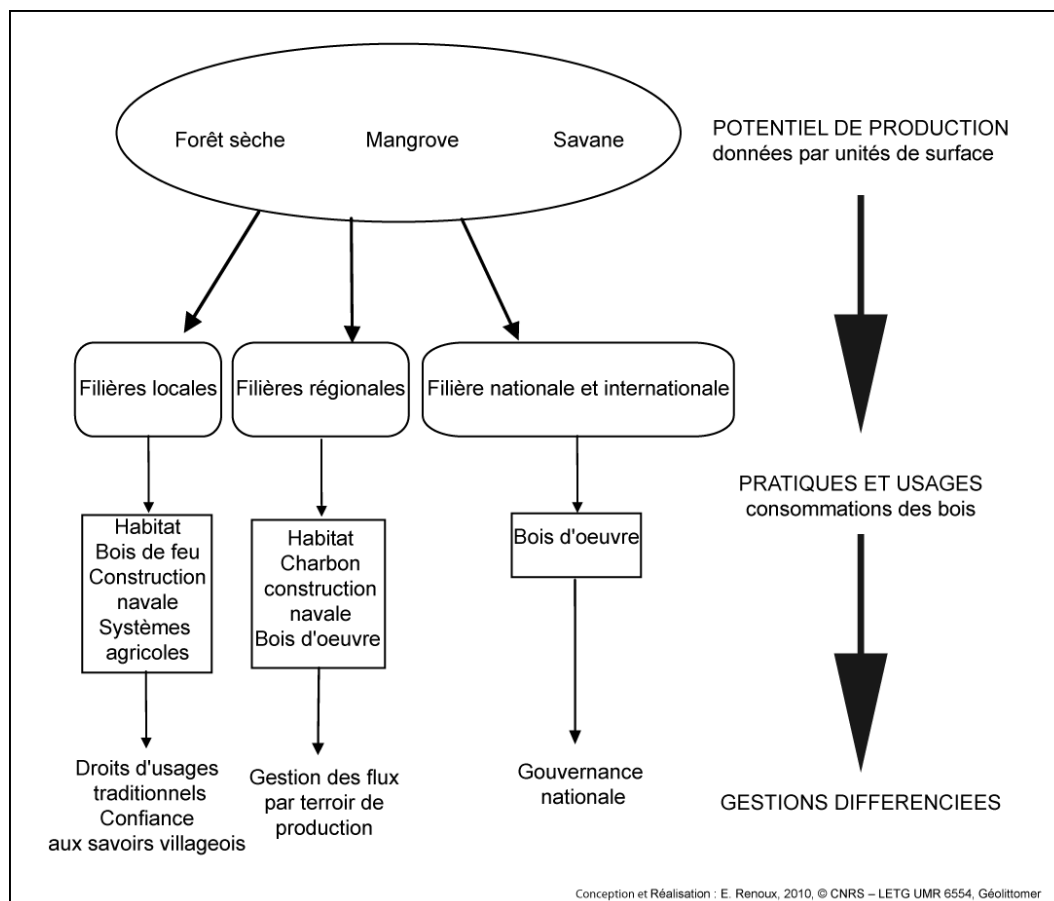 Forêt sèche
Mangrove
Savane
POTENTIEL DE PRODUCTION
données par unités de surface
Filières locales
Filières régionales
Filière nationale et internationale
PRATIQUES ET USAGES
consommations des bois
Habitat
Bois de feu
Construction
navale
Systèmes
agricoles
Habitat
Charbon
construction
navale
Bois d'oeuvre
Bois d'oeuvre
Droits d'usages
traditionnels
Confiance
aux savoirs villageois
Gestion des flux
par terroir de
production
Gouvernance
nationale
GESTIONS DIFFERENCIEES
Conception et Réalisation : E. Renoux, 2010, © CNRS – LETG UMR 6554, Géolittomer